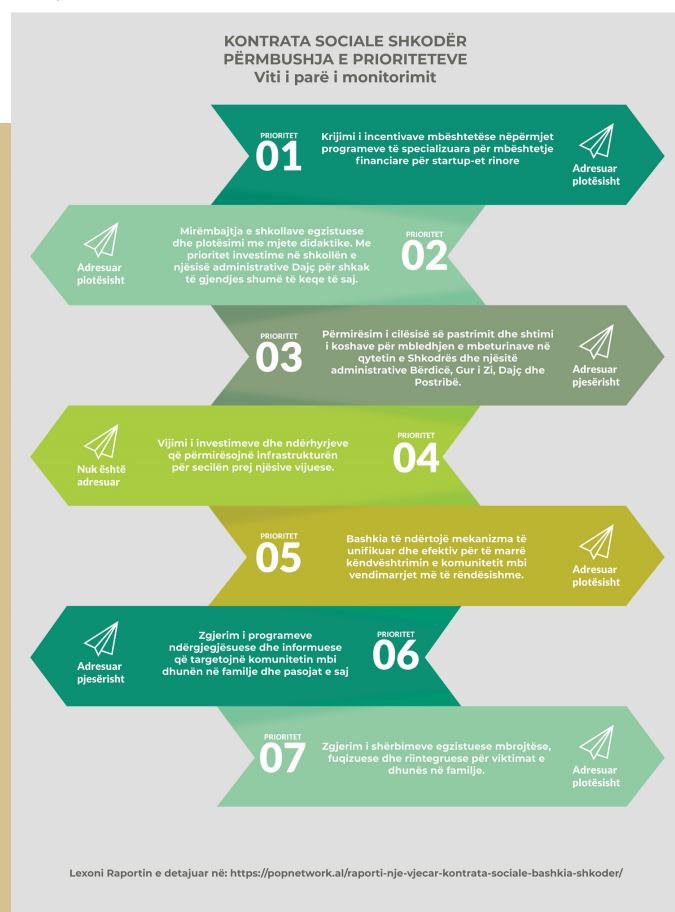 KONTRATA SOCIALE SHKODËR
PËRMBUSHJA E PRIORITETEVE
Viti i parë i monitorimit
PRIORITET
01
Krijimi i incentivave mbështetëse nëpërmjet
programeve të specializuara për mbështetje
financiare për startup-et rinore
Adresuar
plotësisht
Adresuar
plotësisht
Mirëmbajtja e shkollave egzistuese
dhe plotësimi me mjete didaktike. Me
prioritet investime në shkollën e
njësisë administrative Dajç për shkak
të gjendjes shumë të keqe të saj.
PRIORITET
02
PRIORITET
03
Përmirësim i cilësisë së pastrimit dhe shtimi
i koshave për mbledhjen e mbeturinave në
qytetin e Shkodrës dhe njësitë
administrative Bërdicë, Gur i Zi, Dajç dhe
Postribë.
Adresuar
pjesërisht
Nuk është
adresuar
Vijimi i investimeve dhe ndërhyrjeve
që përmirësojnë infrastrukturën
për secilën prej njësive vijuese.
PRIORITET
04
PRIORITET
05
Bashkia të ndërtojë mekanizma të
unifikuar dhe efektiv për të marrë
këndvështrimin e komunitetit mbi
vendimarrjet më të rëndësishme.
Adresuar
plotësisht
Adresuar
pjesërisht
Zgjerim i programeve
ndërgjegjësuese dhe informuese
që targetojnë komunitetin mbi
dhunën në familje dhe pasojat e saj
PRIORITET
06
PRIORITET
07
Zgjerim i shërbimeve egzistuese mbrojtëse,
fuqizuese dhe riintegruese për viktimat e
dhunës në familje.
Adresuar
plotësisht
Lexoni Raportin e detajuar në: https://popnetwork.al/raporti-nje-vjecar-kontrata-sociale-bashkia-shkoder/